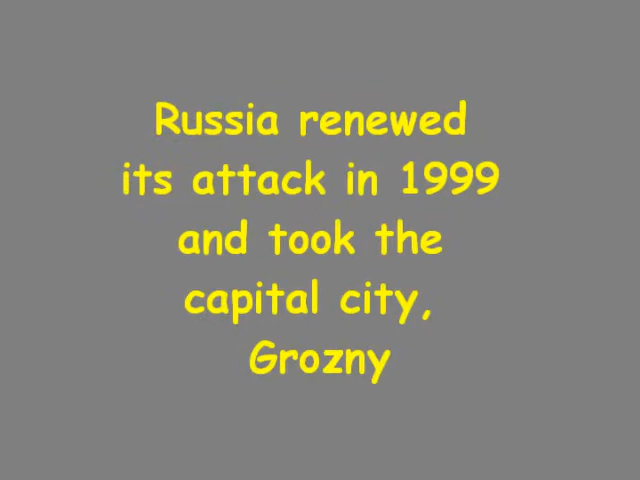 Russia renewed
its attack in 1999
and took the
capital city,
Grozny